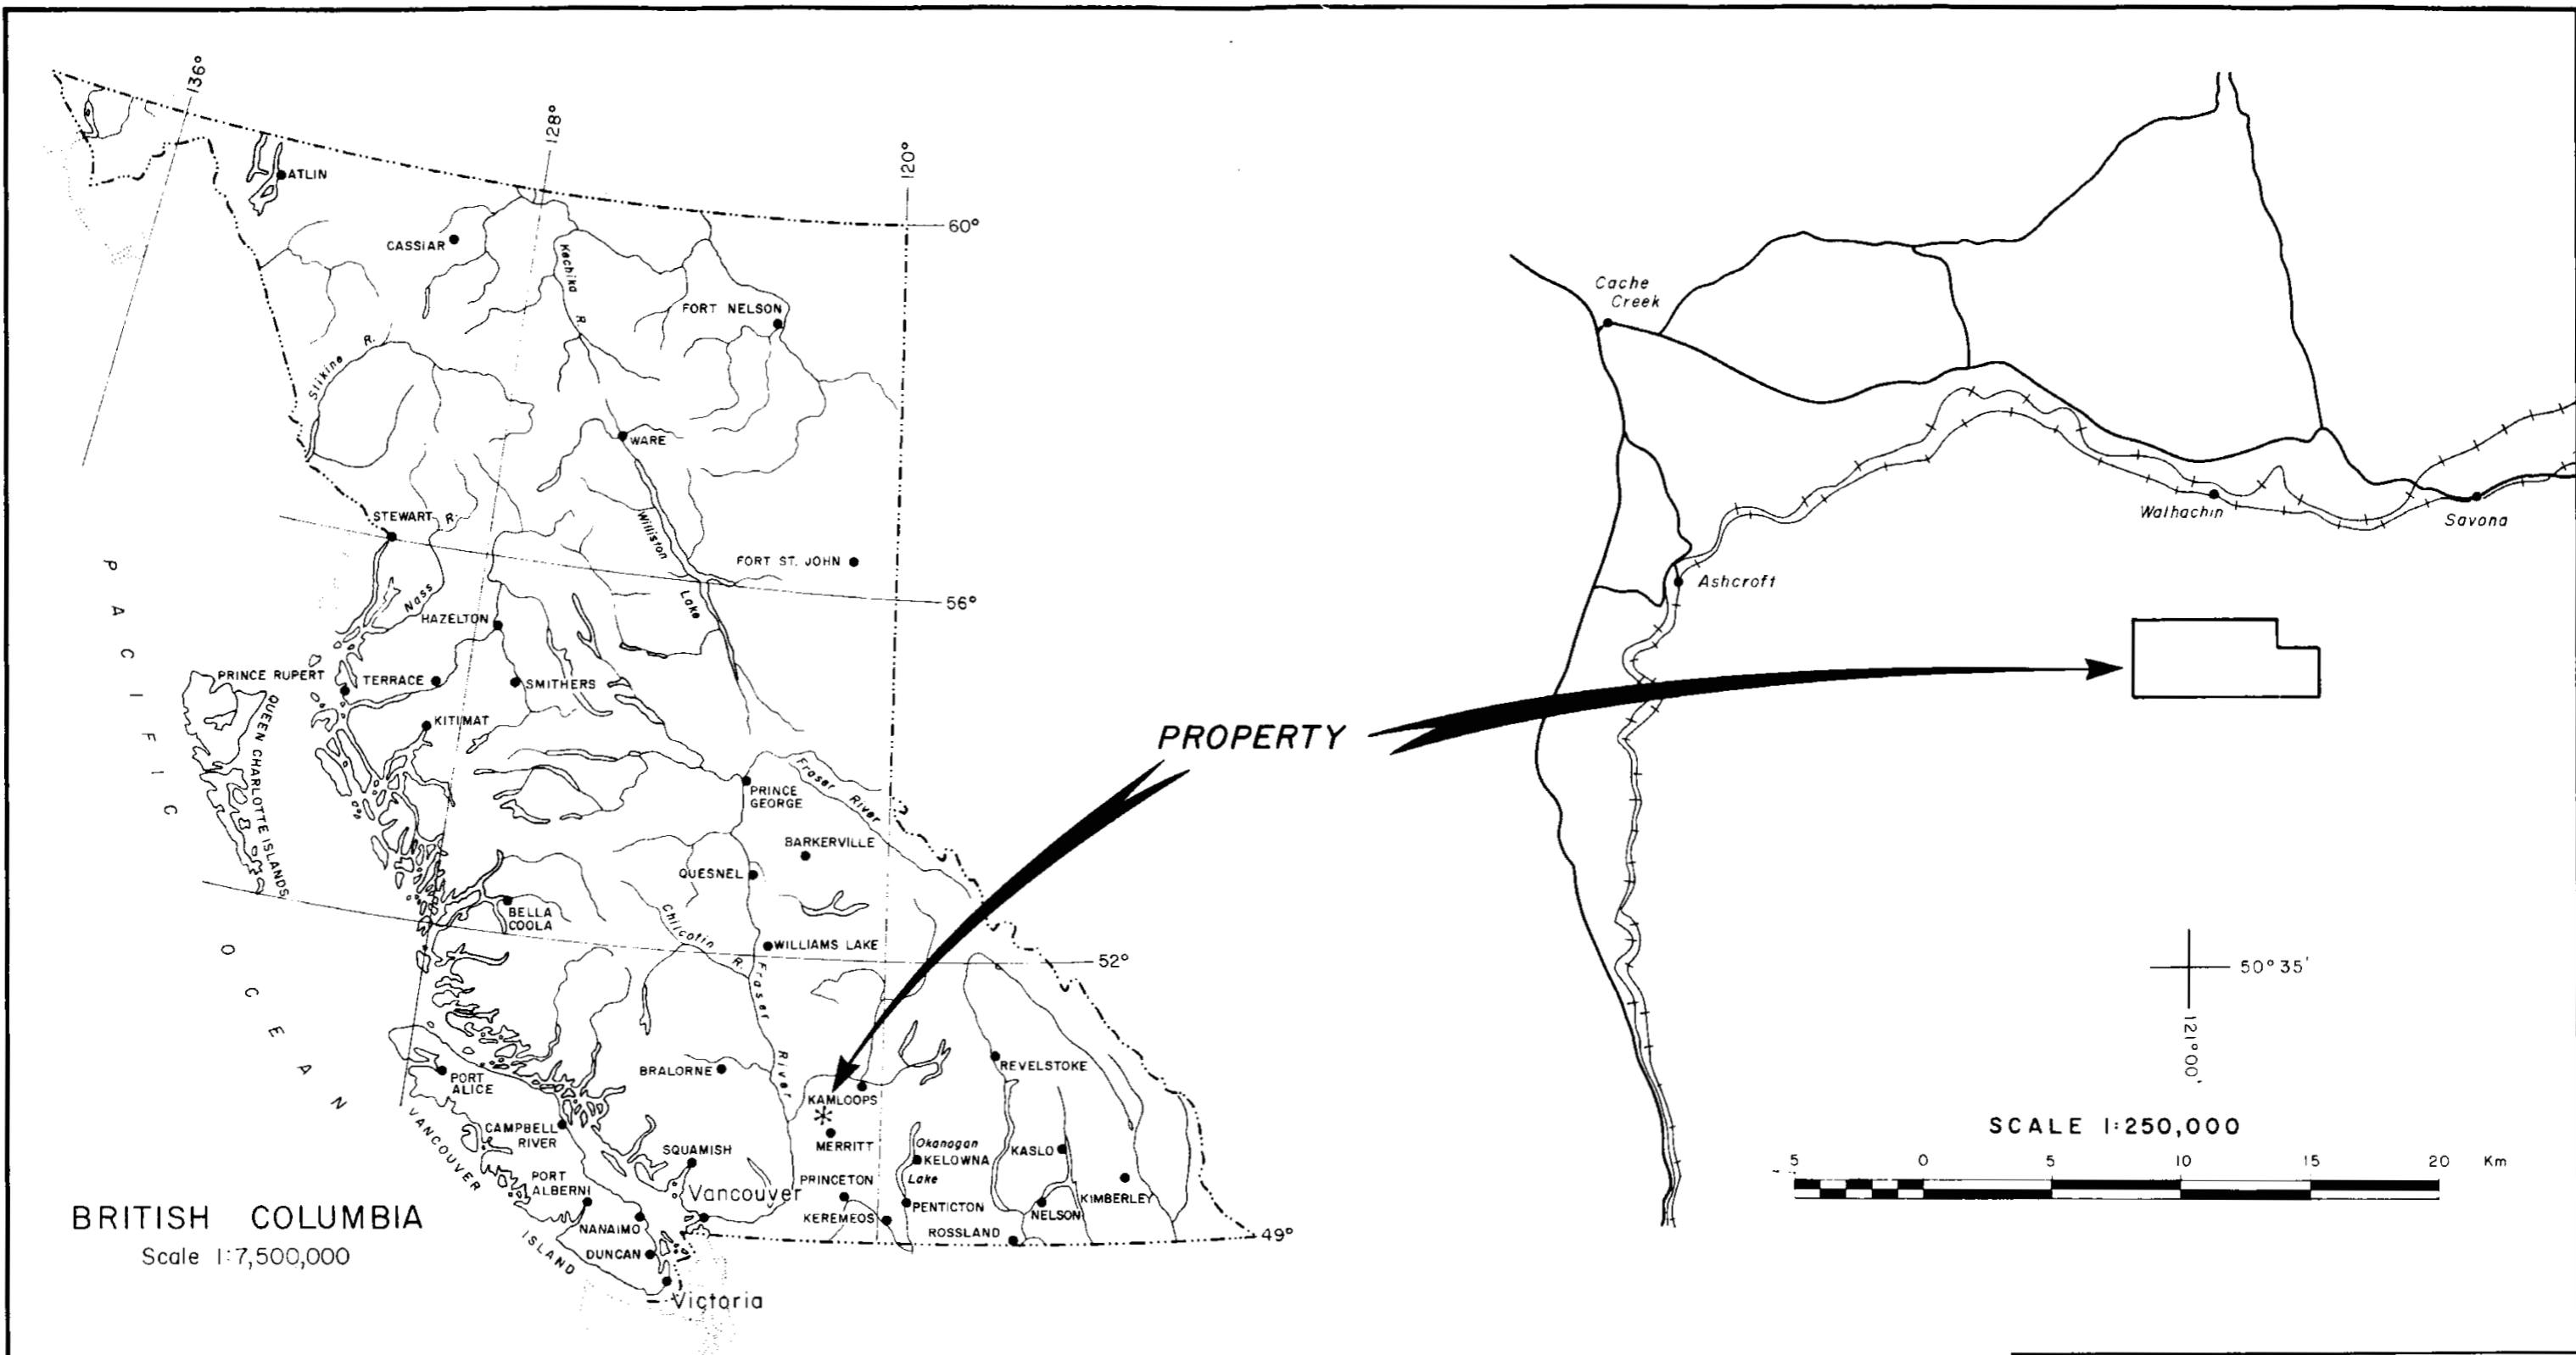 136°
128°
120°
60°
ATLIN
CASSIAR
Kechika
R.
FORT NELSON
Stikine R.
WARE
STEWART
R.
Nass
Williston
Lake
FORT ST. JOHN
56°
HAZELTON
PRINCE RUPERT
TERRACE
SMITHERS
KITIMAT
QUEEN CHARLOTTE ISLANDS
PACIFIC
OCEAN
PRINCE
GEORGE
Fraser River
BARKERVILLE
QUESNEL
BELLA
COOLA
Chilcotin
R.
WILLIAMS LAKE
52°
Fraser
River
BRALORNE
REVELSTOKE
PORT
ALICE
KAMLOOPS
CAMPBELL
RIVER
MERRITT
SQUAMISH
Okanagan
Lake
KELOWNA
KASLO
VANCOUVER
ISLAND
PORT
ALBERNI
Vancouver
PRINCETON
PENTICTON
KIMBERLEY
NELSON
NANAIMO
KEREMEOS
ROSSLAND
49°
DUNCAN
Victoria
BRITISH COLUMBIA
Scale 1:7,500,000
PROPERTY
Cache
Creek
Walhachin
Savona
Ashcroft
50°35'
121°00'
SCALE 1:250,000
5 0 5 10 15 20 Km